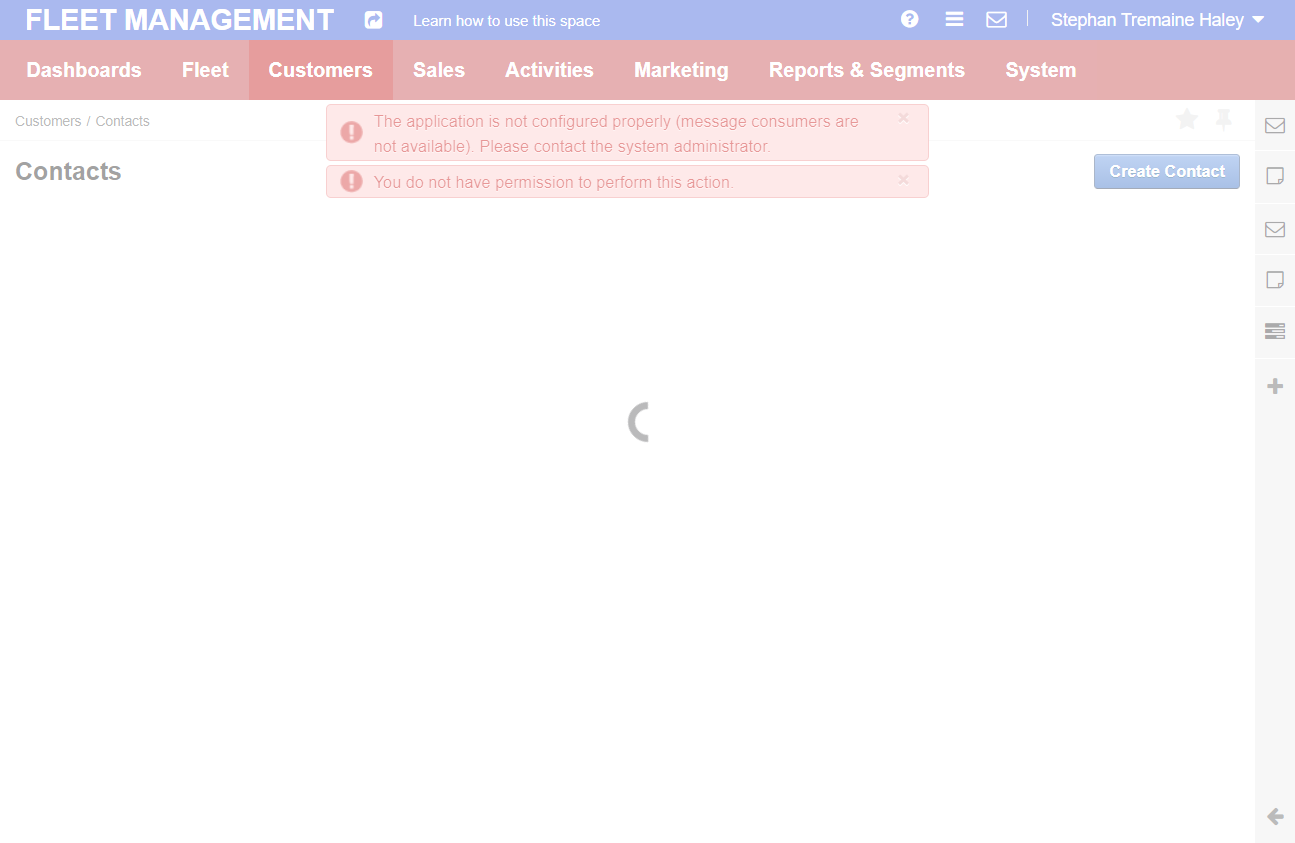 FLEET MANAGEMENT
Learn how to use this space
Stephan Tremaine Haley
Dashboards
Fleet
Customers
Sales
Activities
Marketing
Reports & Segments
System
Customers / Contacts
The application is not configured properly (message consumers are
not available). Please contact the system administrator.
You do not have permission to perform this action.
Contacts
Create Contact